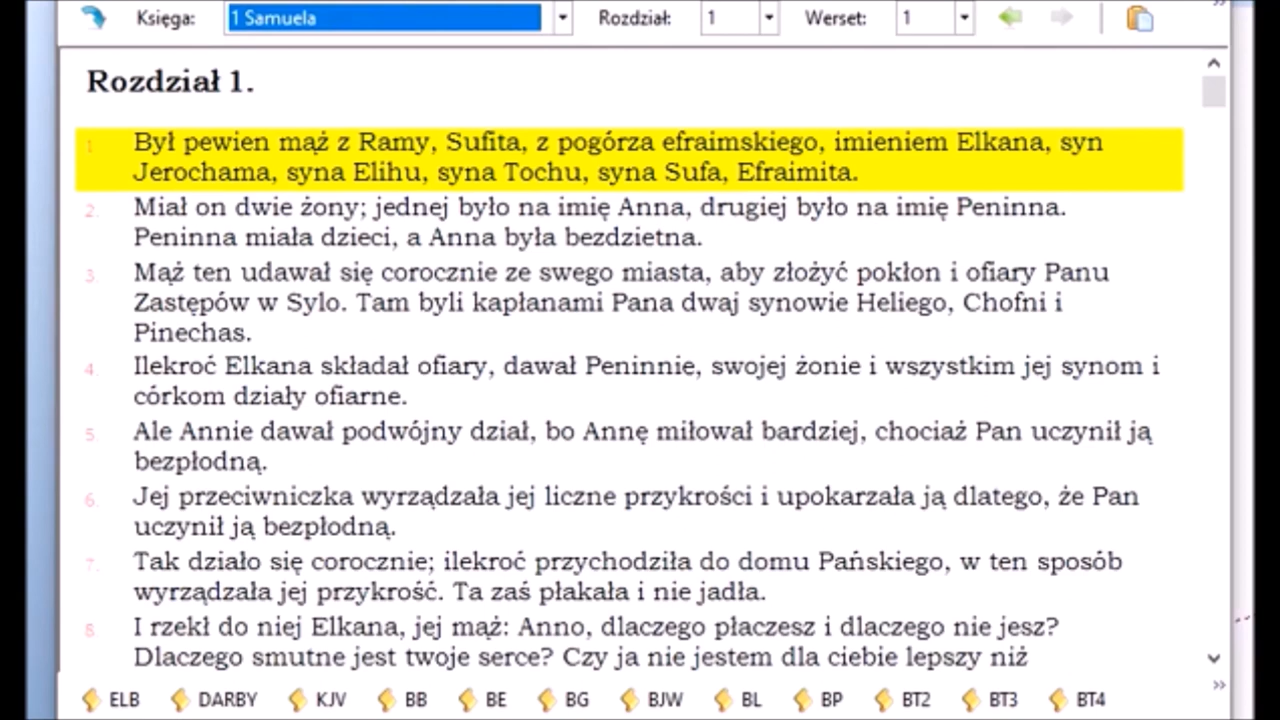 Księga: 1 Samuela Rozdział: 1 Werset: 1
Rozdział 1.
1 Był pewien mąż z Ramy, Sufita, z pogórza efraimskiego, imieniem Elkana, syn
Jerochama, syna Elihu, syna Tochu, syna Sufa, Efraimita.
2. Miał on dwie żony; jednej było na imię Anna, drugiej było na imię Peninna.
Peninna miała dzieci, a Anna była bezdzietna.
3. Mąż ten udawał się corocznie ze swego miasta, aby złożyć pokłon i ofiary Panu
Zastępów w Sylo. Tam byli kapłanami Pana dwaj synowie Heliego, Chofni i
Pinechas.
4. Ilekroć Elkana składał ofiary, dawał Peninnie, swojej żonie i wszystkim jej synom i
córkom działy ofiarne.
5. Ale Annie dawał podwójny dział, bo Annę miłował bardziej, chociaż Pan uczynił ją
bezpłodną.
6. Jej przeciwniczka wyrządzała jej liczne przykrości i upokarzała ją dlatego, że Pan
uczynił ją bezpłodną.
7. Tak działo się corocznie; ilekroć przychodziła do domu Pańskiego, w ten sposób
wyrządzała jej przykrość. Ta zaś płakała i nie jadła.
8. I rzekł do niej Elkana, jej mąż: Anno, dlaczego płaczesz i dlaczego nie jesz?
Dlaczego smutne jest twoje serce? Czy ja nie jestem dla ciebie lepszy niż
ELB DARBY KJV BB BE BG BJW BL BP BT2 BT3 BT4